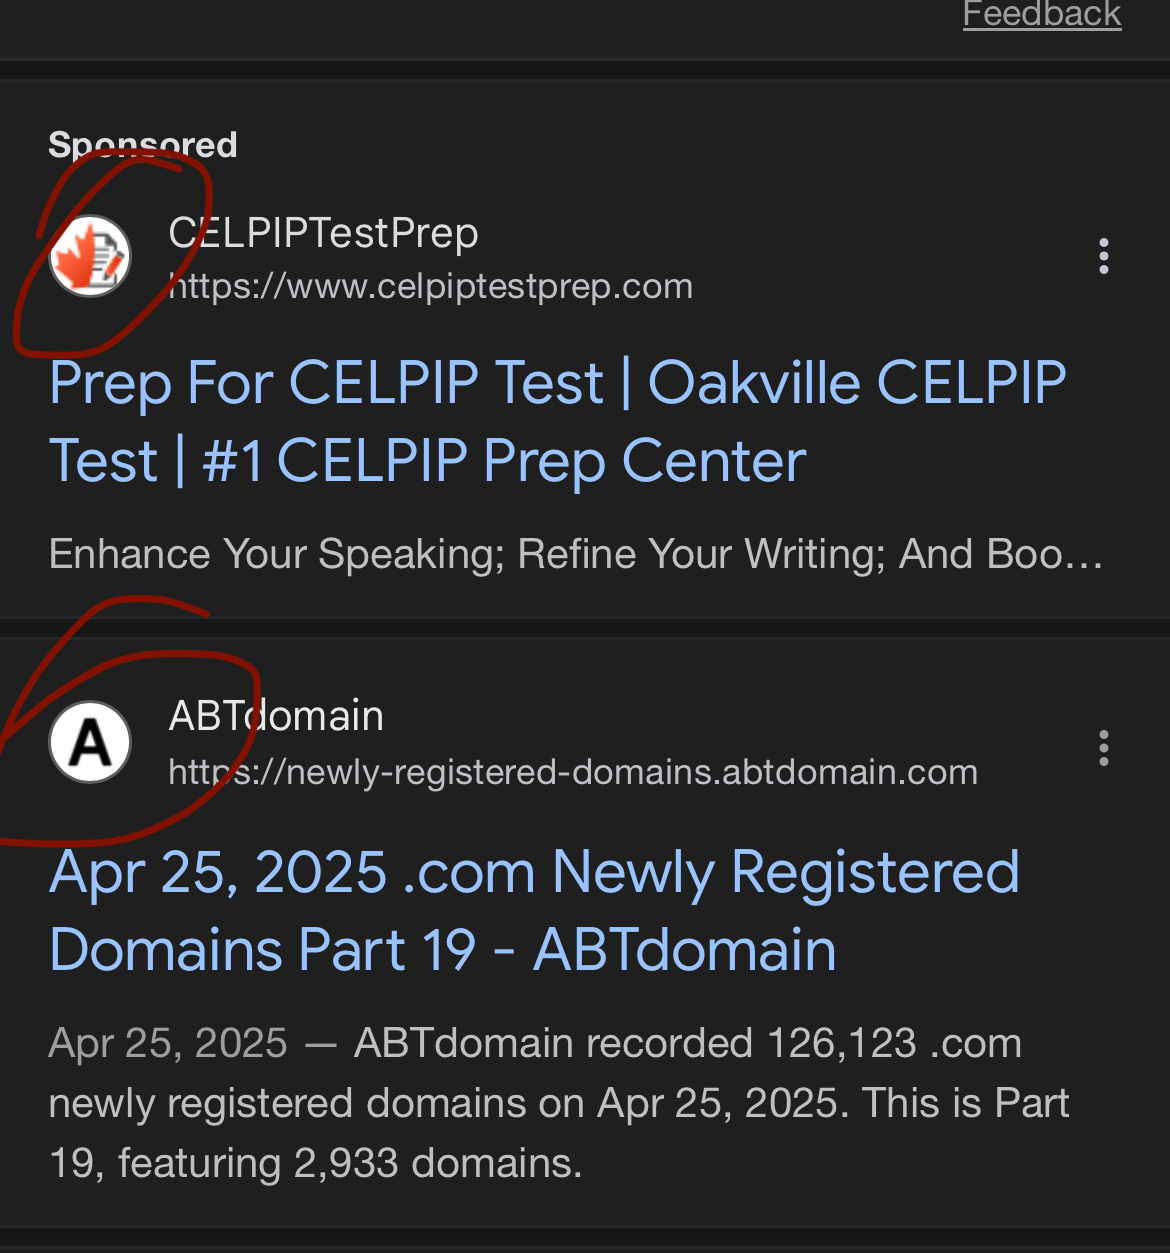 Feedback
Sponsored
CELPIPTestPrep
https://www.celpiptestprep.com
Prep For CELPIP Test | Oakville CELPIP
Test | #1 CELPIP Prep Center
Enhance Your Speaking; Refine Your Writing; And Boo...
A
ABTdomain
https://newly-registered-domains.abtdomain.com
Apr 25, 2025 .com Newly Registered
Domains Part 19 - ABTdomain
Apr 25, 2025 — ABTdomain recorded 126,123 .com
newly registered domains on Apr 25, 2025. This is Part
19, featuring 2,933 domains.